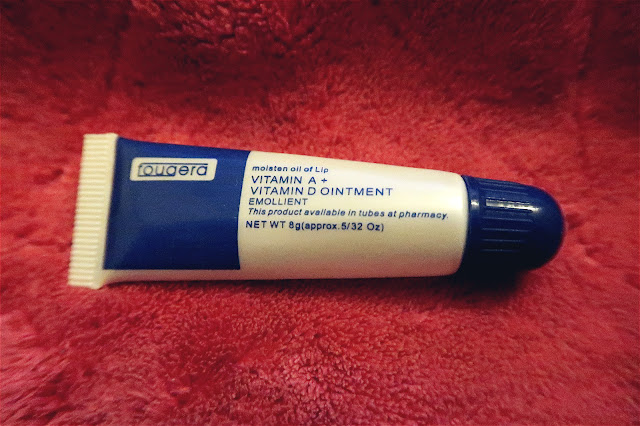 fougera
moisten oil of Lip
VITAMIN A +
VITAMIN D OINTMENT
EMOLLIENT
This product available in tubes at pharmacy.
NET WT 8g(approx.5/32 Oz)